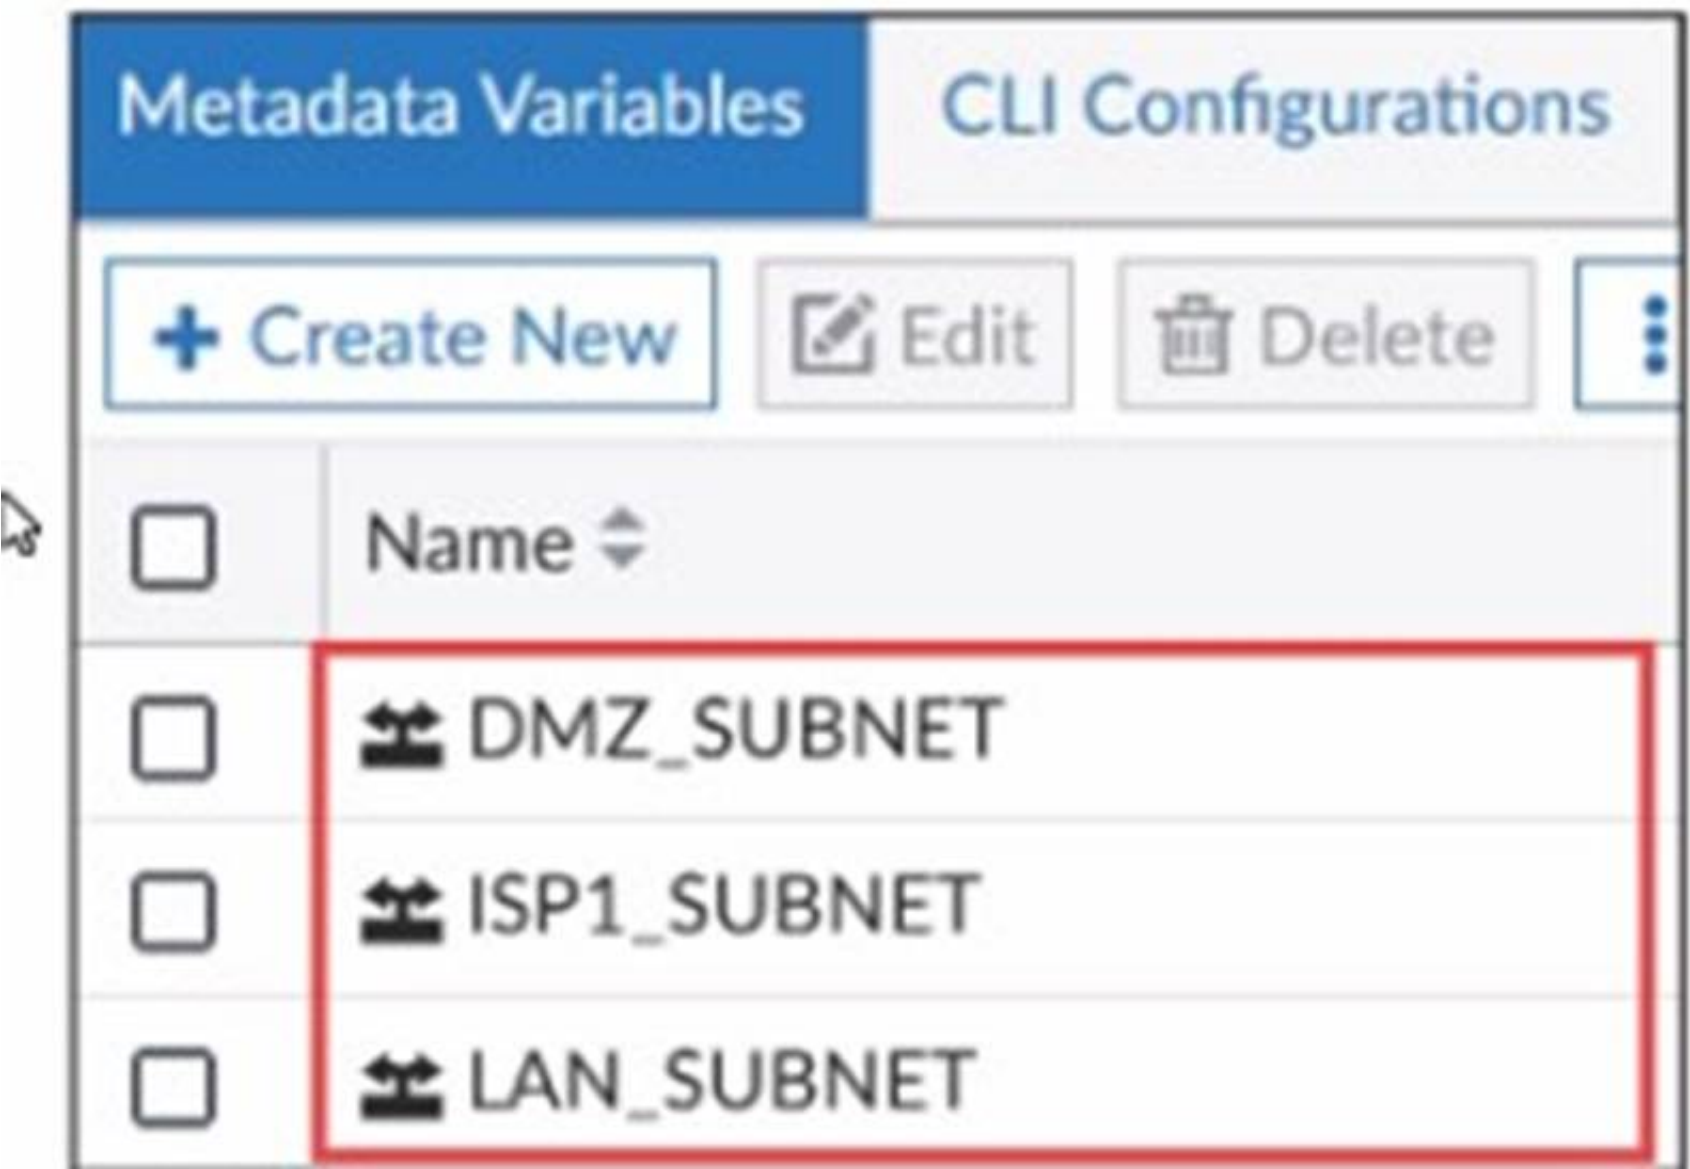 Metadata Variables CLI Configurations
Create New Edit Delete
Name
DMZ_SUBNET
ISP1_SUBNET
LAN_SUBNET